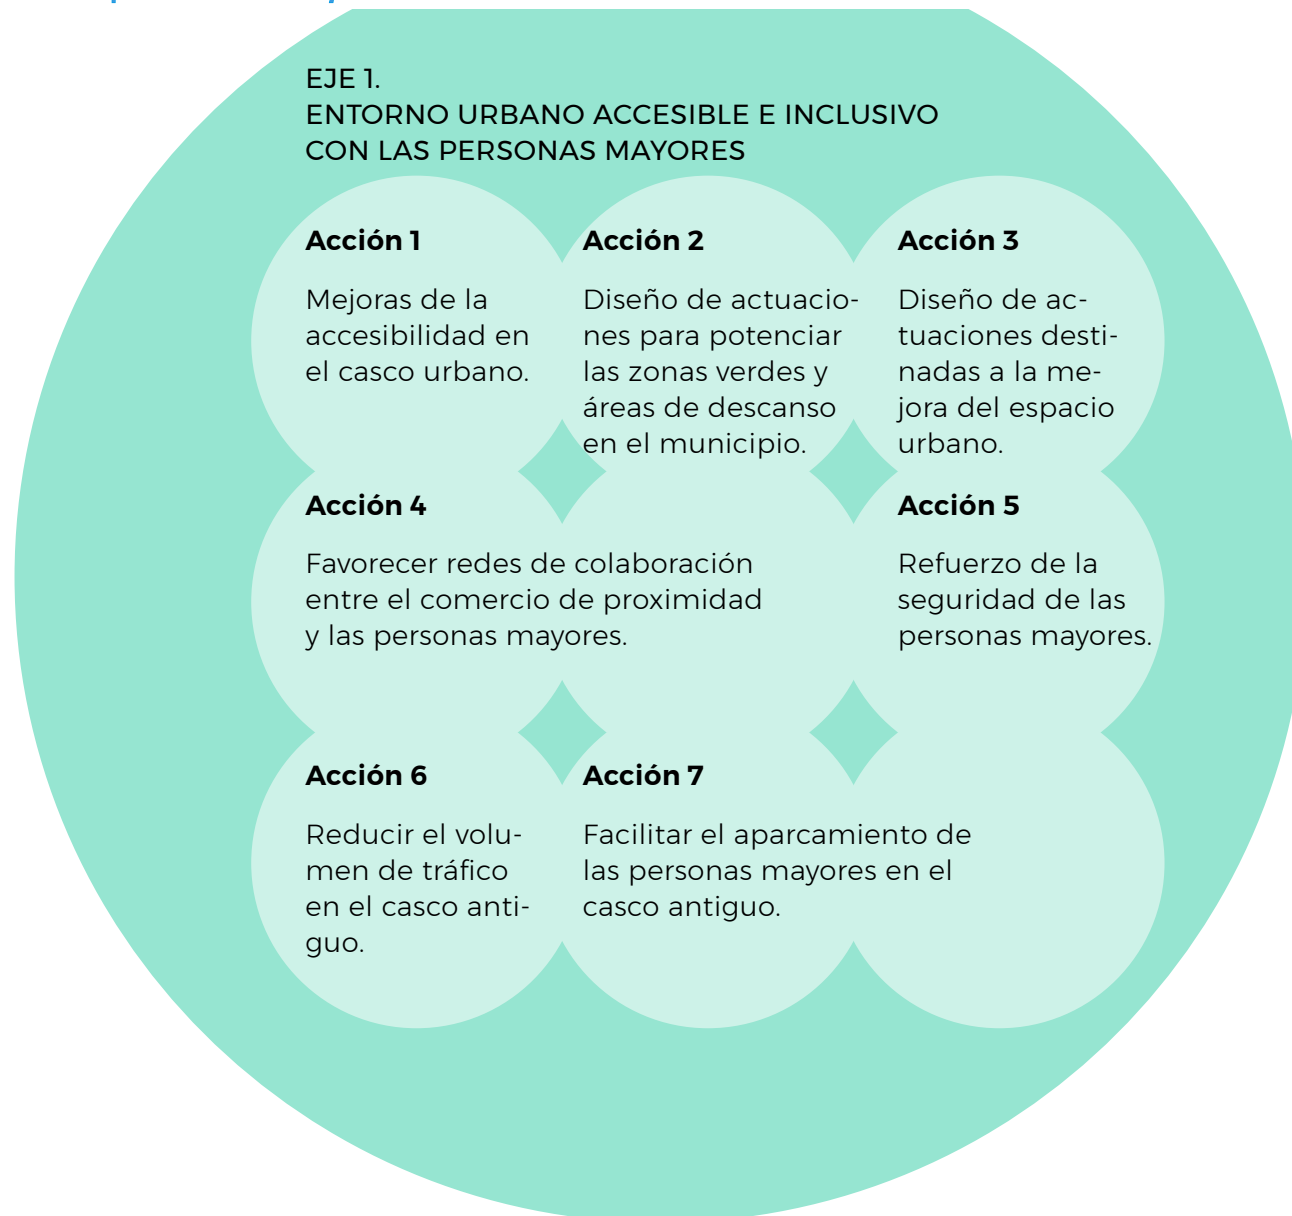 EJE 1.
ENTORNO URBANO ACCESIBLE E INCLUSIVO
CON LAS PERSONAS MAYORES
Acción 1
Mejoras de la
accesibilidad en
el casco urbano.
Acción 2
Diseño de actuacio-
nes para potenciar
las zonas verdes y
áreas de descanso
en el municipio.
Acción 3
Diseño de ac-
tuaciones desti-
nadas a la me-
jora del espacio
urbano.
Acción 4
Favorecer redes de colaboración
entre el comercio de proximidad
y las personas mayores.
Acción 5
Refuerzo de la
seguridad de las
personas mayores.
Acción 6
Reducir el volu-
men de tráfico
en el casco anti-
guo.
Acción 7
Facilitar el aparcamiento de
las personas mayores en el
casco antiguo.